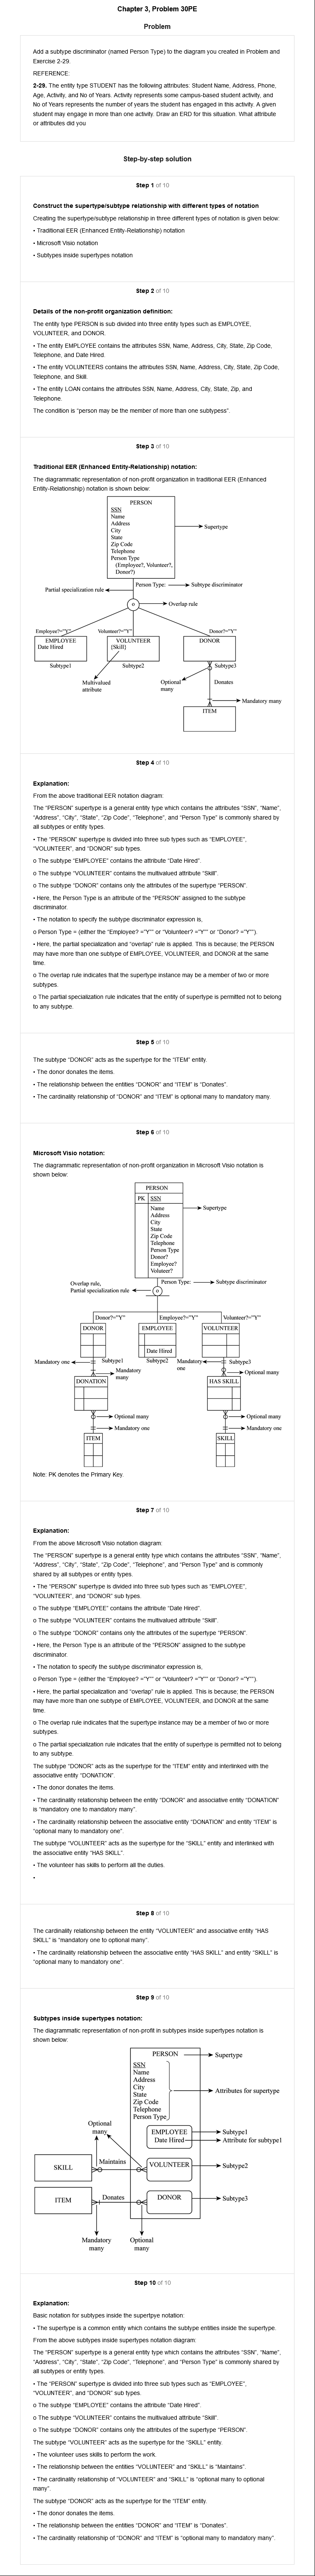 Chapter 3, Problem 30PE
Problem
Add a subtype discriminator (named Person Type) to the diagram you created in Problem and
Exercise 2-29.
REFERENCE:
2-29. The entity type STUDENT has the following attributes: Student Name, Address, Phone,
Age, Activity, and No of Years. Activity represents some campus-based student activity, and
No of Years represents the number of years the student has engaged in this activity. A given
student may engage in more than one activity. Draw an ERD for this situation. What attribute
or attributes did you
Step-by-step solution
Step 1 of 10
Construct the supertype/subtype relationship with different types of notation
Creating the supertype/subtype relationship in three different types of notation is given below:
• Traditional EER (Enhanced Entity-Relationship) notation
• Microsoft Visio notation
• Subtypes inside supertypes notation
Step 2 of 10
Details of the non-profit organization definition:
The entity type PERSON is sub divided into three entity types such as EMPLOYEE,
VOLUNTEER, and DONOR.
• The entity EMPLOYEE contains the attributes SSN, Name, Address, City, State, Zip Code,
Telephone, and Date Hired.
• The entity VOLUNTEERS contains the attributes SSN, Name, Address, City, State, Zip Code,
Telephone, and Skill.
• The entity LOAN contains the attributes SSN, Name, Address, City, State, Zip, and
Telephone.
The condition is "person may be the member of more than one subtypess".
Step 3 of 10
Traditional EER (Enhanced Entity-Relationship) notation:
The diagrammatic representation of non-profit organization in traditional EER (Enhanced
Entity-Relationship) notation is shown below:
PERSON
SSN
Name
Address
City
State
Zip Code
Telephone
Person Type
(Employee?, Volunteer?,
Donor?)
Supertype
Person Type:
Subtype discriminator
Partial specialization rule
o
Overlap rule
Employee?="Y"
Volunteer?="Y"
Donor?="Y"
EMPLOYEE
Date Hired
VOLUNTEER
[Skill]
DONOR
Subtype1
Subtype2
Subtype3
Multivalued
attribute
Optional
many
Donates
Mandatory many
ITEM
Step 4 of 10
Explanation:
From the above traditional EER notation diagram:
The "PERSON" supertype is a general entity type which contains the attributes "SSN", "Name",
"Address", "City", "State", "Zip Code", "Telephone", and "Person Type" is commonly shared by
all subtypes or entity types.
• The "PERSON" supertype is divided into three sub types such as "EMPLOYEE",
"VOLUNTEER", and "DONOR" sub types.
o The subtype "EMPLOYEE" contains the attribute "Date Hired".
o The subtype "VOLUNTEER" contains the multivalued attribute "Skill".
o The subtype "DONOR" contains only the attributes of the supertype "PERSON".
• Here, the Person Type is an attribute of the "PERSON" assigned to the subtype
discriminator.
• The notation to specify the subtype discriminator expression is,
o Person Type = (either the "Employee? ="Y"" or "Volunteer? ="Y"" or "Donor? ="Y"").
• Here, the partial specialization and "overlap" rule is applied. This is because; the PERSON
may have more than one subtype of EMPLOYEE, VOLUNTEER, and DONOR at the same
time.
o The overlap rule indicates that the supertype instance may be a member of two or more
subtypes.
o The partial specialization rule indicates that the entity of supertype is permitted not to belong
to any subtype.
Step 5 of 10
The subtype "DONOR" acts as the supertype for the "ITEM" entity.
• The donor donates the items.
• The relationship between the entities "DONOR" and "ITEM" is "Donates".
• The cardinality relationship of "DONOR" and "ITEM" is optional many to mandatory many.
Step 6 of 10
Microsoft Visio notation:
The diagrammatic representation of non-profit organization in Microsoft Visio notation is
shown below:
PERSON
PK
SSN
Name
Address
City
State
Zip Code
Telephone
Person Type
Donor?
Employee?
Voluteer?
Supertype
Overlap rule,
Partial specialization rule
Person Type:
Subtype discriminator
o
Donor?="Y"
Employee?="Y"
Volunteer?="Y"
DONOR
EMPLOYEE
Date Hired
VOLUNTEER
Mandatory one
Subtype1
Subtype2
Mandatory
one
Subtype3
Mandatory
many
Optional many
DONATION
HAS SKILL
Optional many
Optional many
Mandatory one
Mandatory one
ITEM
SKILL
Note: PK denotes the Primary Key.
Step 7 of 10
Explanation:
From the above Microsoft Visio notation diagram:
The "PERSON" supertype is a general entity type which contains the attributes "SSN", "Name",
"Address", "City", "State", "Zip Code", "Telephone", and "Person Type" and is commonly
shared by all subtypes or entity types.
• The "PERSON" supertype is divided into three sub types such as "EMPLOYEE",
"VOLUNTEER", and "DONOR" sub types.
o The subtype "EMPLOYEE" contains the attribute "Date Hired".
o The subtype "VOLUNTEER" contains the multivalued attribute "Skill".
o The subtype "DONOR" contains only the attributes of the supertype "PERSON".
• Here, the Person Type is an attribute of the "PERSON" assigned to the subtype
discriminator.
• The notation to specify the subtype discriminator expression is,
o Person Type = (either the "Employee? ="Y"" or "Volunteer? ="Y"" or "Donor? ="Y"").
• Here, the partial specialization and "overlap" rule is applied. This is because; the PERSON
may have more than one subtype of EMPLOYEE, VOLUNTEER, and DONOR at the same
time.
o The overlap rule indicates that the supertype instance may be a member of two or more
subtypes.
o The partial specialization rule indicates that the entity of supertype is permitted not to belong
to any subtype.
The subtype "DONOR" acts as the supertype for the "ITEM" entity and interlinked with the
associative entity "DONATION".
• The donor donates the items.
• The cardinality relationship between the entity "DONOR" and associative entity "DONATION"
is "mandatory one to mandatory many".
• The cardinality relationship between the associative entity "DONATION" and entity "ITEM" is
"optional many to mandatory one".
The subtype "VOLUNTEER" acts as the supertype for the "SKILL" entity and interlinked with
the associative entity "HAS SKILL".
• The volunteer has skills to perform all the duties.
•
Step 8 of 10
The cardinality relationship between the entity "VOLUNTEER" and associative entity "HAS
SKILL" is "mandatory one to optional many".
• The cardinality relationship between the associative entity "HAS SKILL" and entity "SKILL" is
"optional many to mandatory one".
Step 9 of 10
Subtypes inside supertypes notation:
The diagrammatic representation of non-profit in subtypes inside supertypes notation is
shown below:
PERSON
Supertype
SSN
Name
Address
City
State
Zip Code
Telephone
Person Type
Attributes for supertype
Optional
many
EMPLOYEE
Date Hired
Subtype1
Attribute for subtype1
SKILL
Maintains
VOLUNTEER
Subtype2
ITEM
Donates
DONOR
Subtype3
Mandatory
many
Optional
many
Step 10 of 10
Explanation:
Basic notation for subtypes inside the supertpye notation:
• The supertype is a common entity which contains the subtype entities inside the supertype.
From the above subtypes inside supertypes notation diagram:
The "PERSON" supertype is a general entity type which contains the attributes "SSN", "Name",
"Address", "City", "State", "Zip Code", "Telephone", and "Person Type" is commonly shared by
all subtypes or entity types.
• The "PERSON" supertype is divided into three sub types such as "EMPLOYEE",
"VOLUNTEER", and "DONOR" sub types.
o The subtype "EMPLOYEE" contains the attribute "Date Hired".
o The subtype "VOLUNTEER" contains the multivalued attribute "Skill".
o The subtype "DONOR" contains only the attributes of the supertype "PERSON".
The subtype "VOLUNTEER" acts as the supertype for the "SKILL" entity.
• The volunteer uses skills to perform the work.
• The relationship between the entities "VOLUNTEER" and "SKILL" is "Maintains".
• The cardinality relationship of "VOLUNTEER" and "SKILL" is "optional many to optional
many".
The subtype "DONOR" acts as the supertype for the "ITEM" entity.
• The donor donates the items.
• The relationship between the entities "DONOR" and "ITEM" is "Donates".
• The cardinality relationship of "DONOR" and "ITEM" is "optional many to mandatory many".